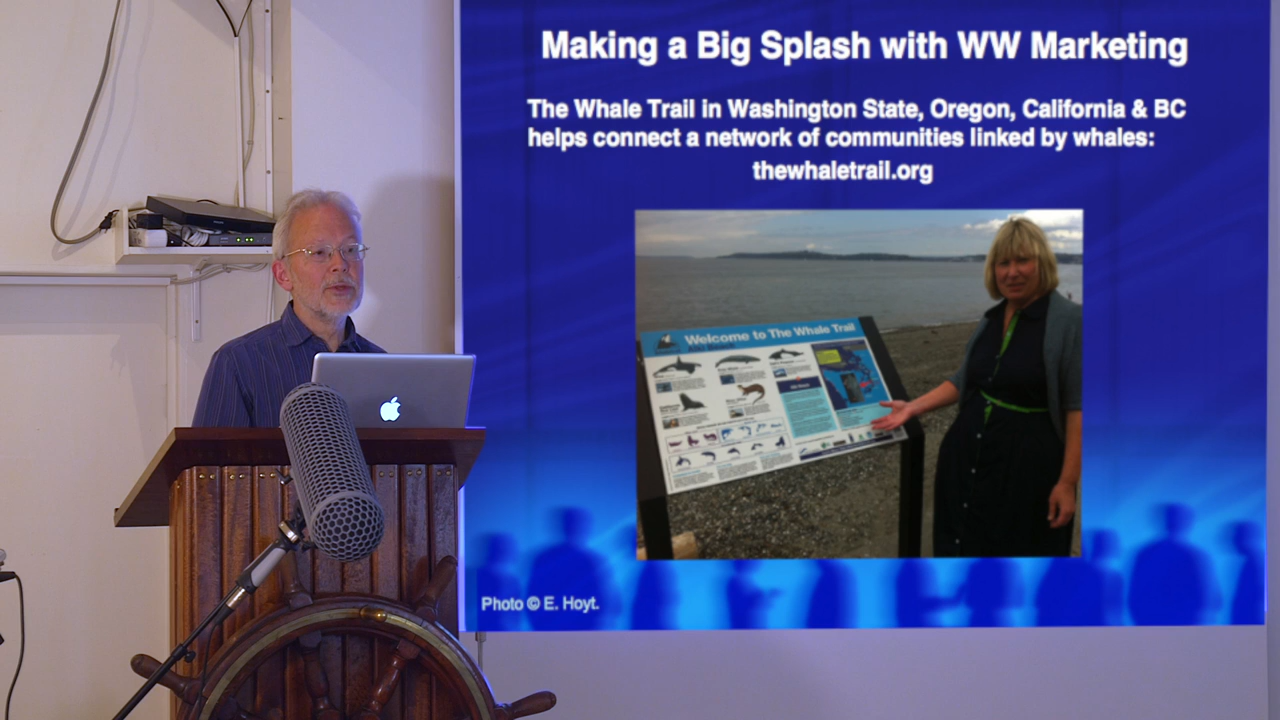 Making a Big Splash with WW Marketing
The Whale Trail in Washington State, Oregon, California & BC
helps connect a network of communities linked by whales:
thewhaletrail.org
Welcome to The Whale Trail
Photo © E. Hoyt.